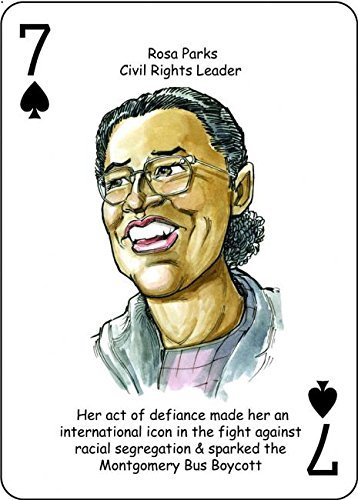 7
Rosa Parks
Civil Rights Leader
Her act of defiance made her an
international icon in the fight against
racial segregation & sparked the
Montgomery Bus Boycott
7